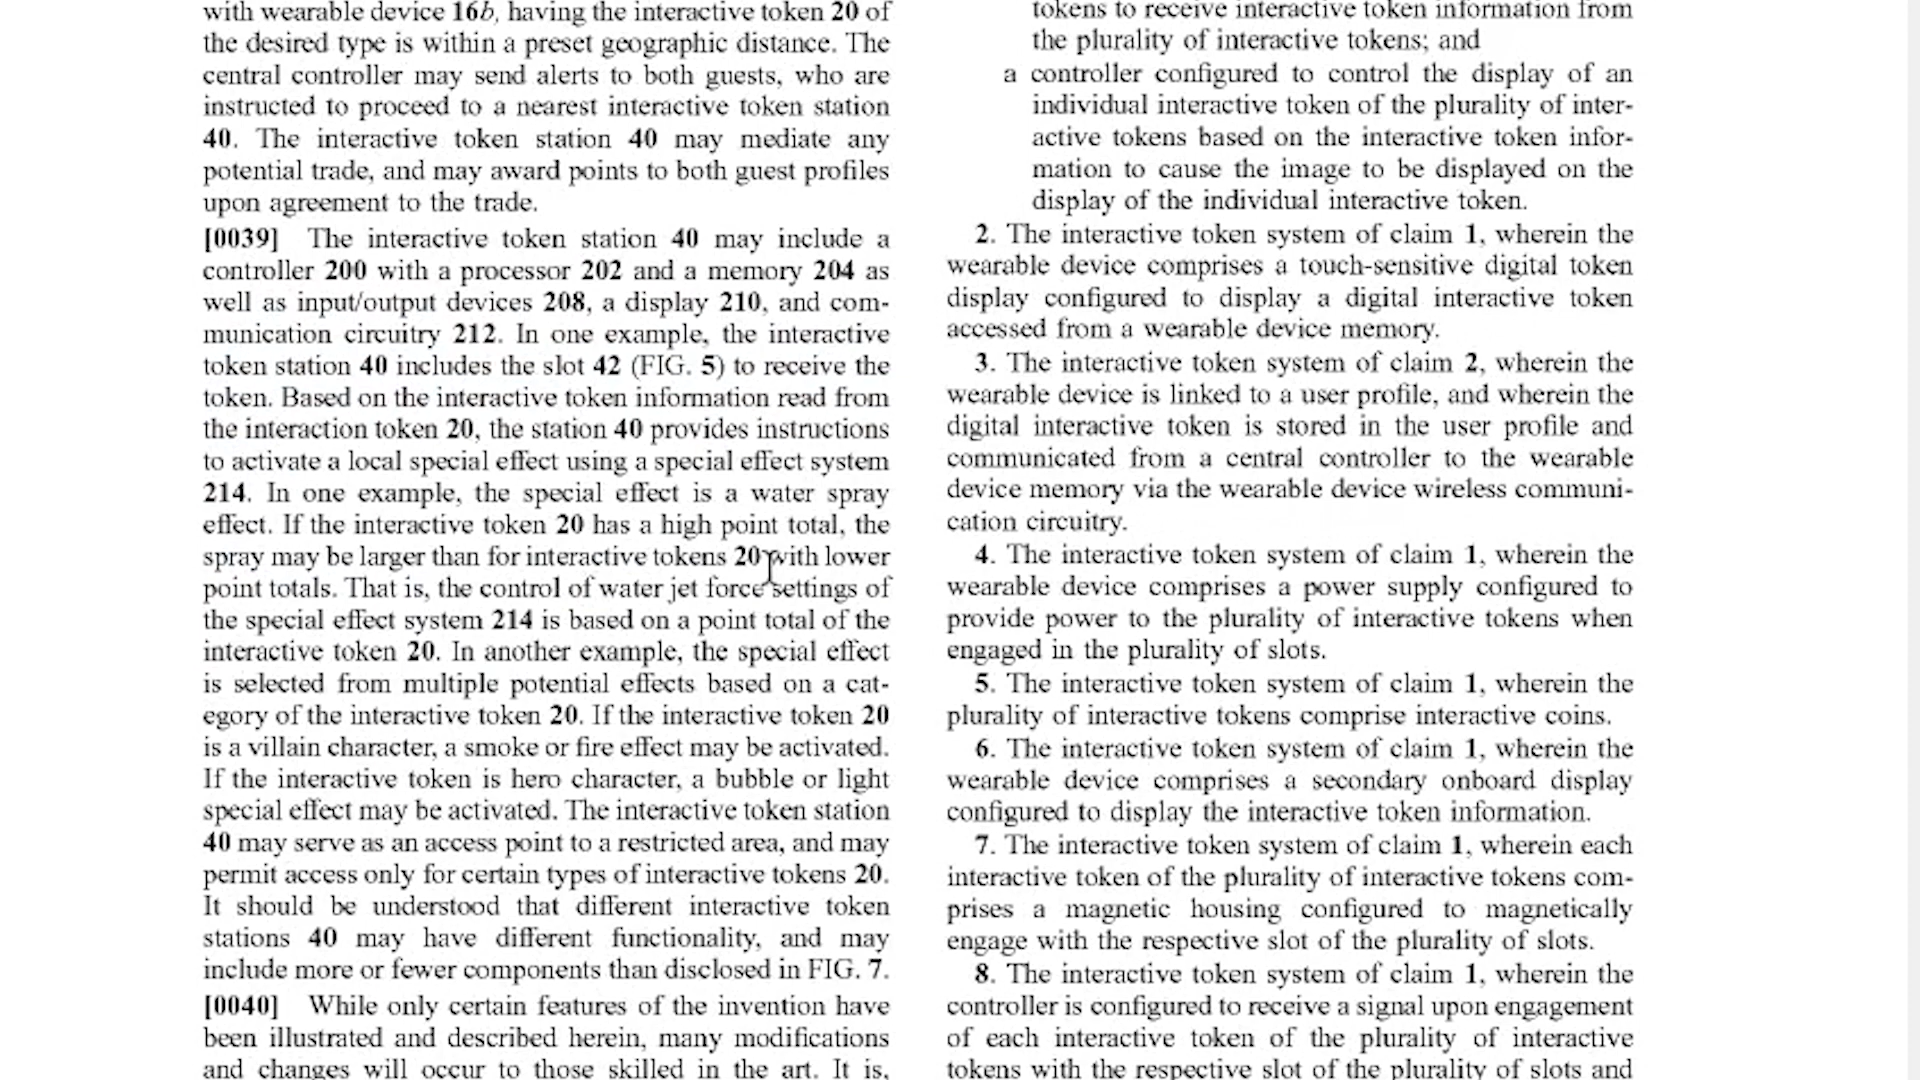 with wearable device 16b, having the interactive token 20 of
the desired type is within a preset geographic distance. The
central controller may send alerts to both guests, who are
instructed to proceed to a nearest interactive token station
40. The interactive token station 40 may mediate any
potential trade, and may award points to both guest profiles
upon agreement to the trade.
[0039] The interactive token station 40 may include a
controller 200 with a processor 202 and a memory 204 as
well as input/output devices 208, a display 210, and com-
munication circuitry 212. In one example, the interactive
token station 40 includes the slot 42 (FIG. 5) to receive the
token. Based on the interactive token information read from
the interaction token 20, the station 40 provides instructions
to activate a local special effect using a special effect system
214. In one example, the special effect is a water spray
effect. If the interactive token 20 has a high point total, the
spray may be larger than for interactive tokens 20 with lower
point totals. That is, the control of water jet force settings of
the special effect system 214 is based on a point total of the
interactive token 20. In another example, the special effect
is selected from multiple potential effects based on a cat-
egory of the interactive token 20. If the interactive token 20
is a villain character, a smoke or fire effect may be activated.
If the interactive token is hero character, a bubble or light
special effect may be activated. The interactive token station
40 may serve as an access point to a restricted area, and may
permit access only for certain types of interactive tokens 20.
It should be understood that different interactive token
stations 40 may have different functionality, and may
include more or fewer components than disclosed in FIG. 7.
[0040] While only certain features of the invention have
been illustrated and described herein, many modifications
and changes will occur to those skilled in the art. It is,
tokens to receive interactive token information from
the plurality of interactive tokens; and
a controller configured to control the display of an
individual interactive token of the plurality of inter-
active tokens based on the interactive token infor-
mation to cause the image to be displayed on the
display of the individual interactive token.
2. The interactive token system of claim 1, wherein the
wearable device comprises a touch-sensitive digital token
display configured to display a digital interactive token
accessed from a wearable device memory.
3. The interactive token system of claim 2, wherein the
wearable device is linked to a user profile, and wherein the
digital interactive token is stored in the user profile and
communicated from a central controller to the wearable
device memory via the wearable device wireless communi-
cation circuitry.
4. The interactive token system of claim 1, wherein the
wearable device comprises a power supply configured to
provide power to the plurality of interactive tokens when
engaged in the plurality of slots.
5. The interactive token system of claim 1, wherein the
plurality of interactive tokens comprise interactive coins.
6. The interactive token system of claim 1, wherein the
wearable device comprises a secondary onboard display
configured to display the interactive token information.
7. The interactive token system of claim 1, wherein each
interactive token of the plurality of interactive tokens com-
prises a magnetic housing configured to magnetically
engage with the respective slot of the plurality of slots.
8. The interactive token system of claim 1, wherein the
controller is configured to receive a signal upon engagement
of each interactive token of the plurality of interactive
tokens with the respective slot of the plurality of slots and